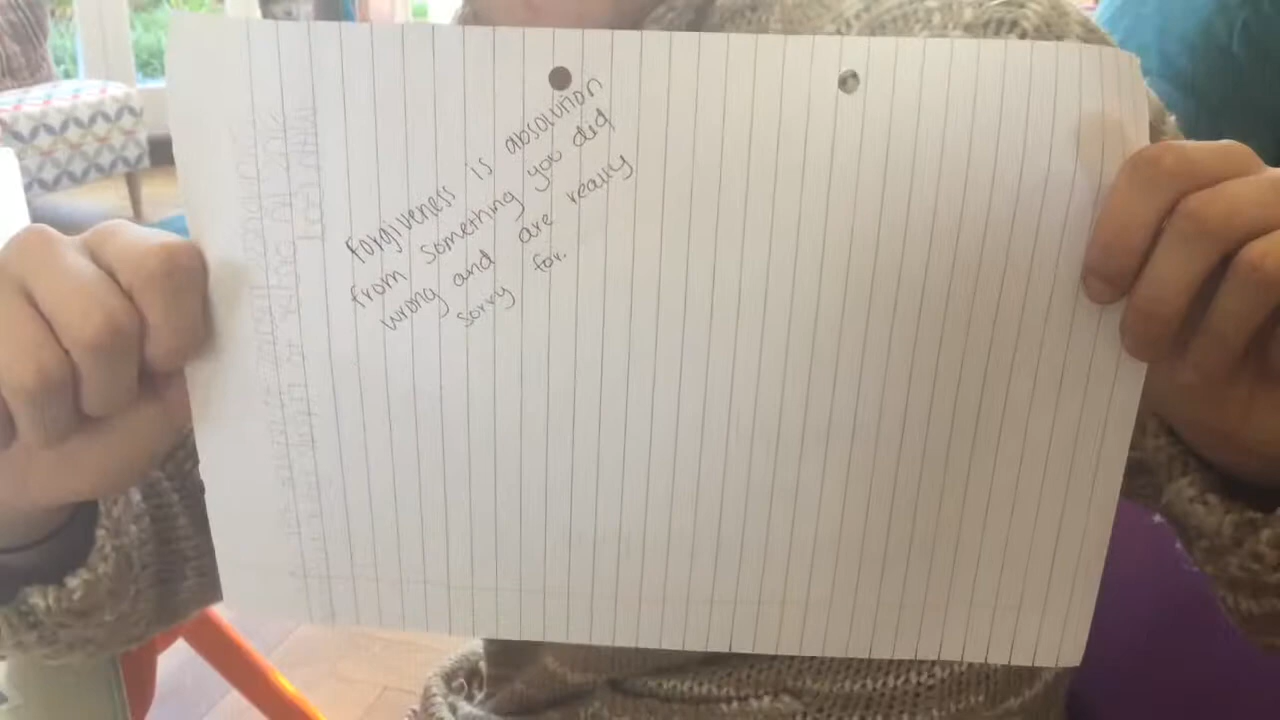 Forgiveness is absolution
from something you did
wrong and are really
sorry for.